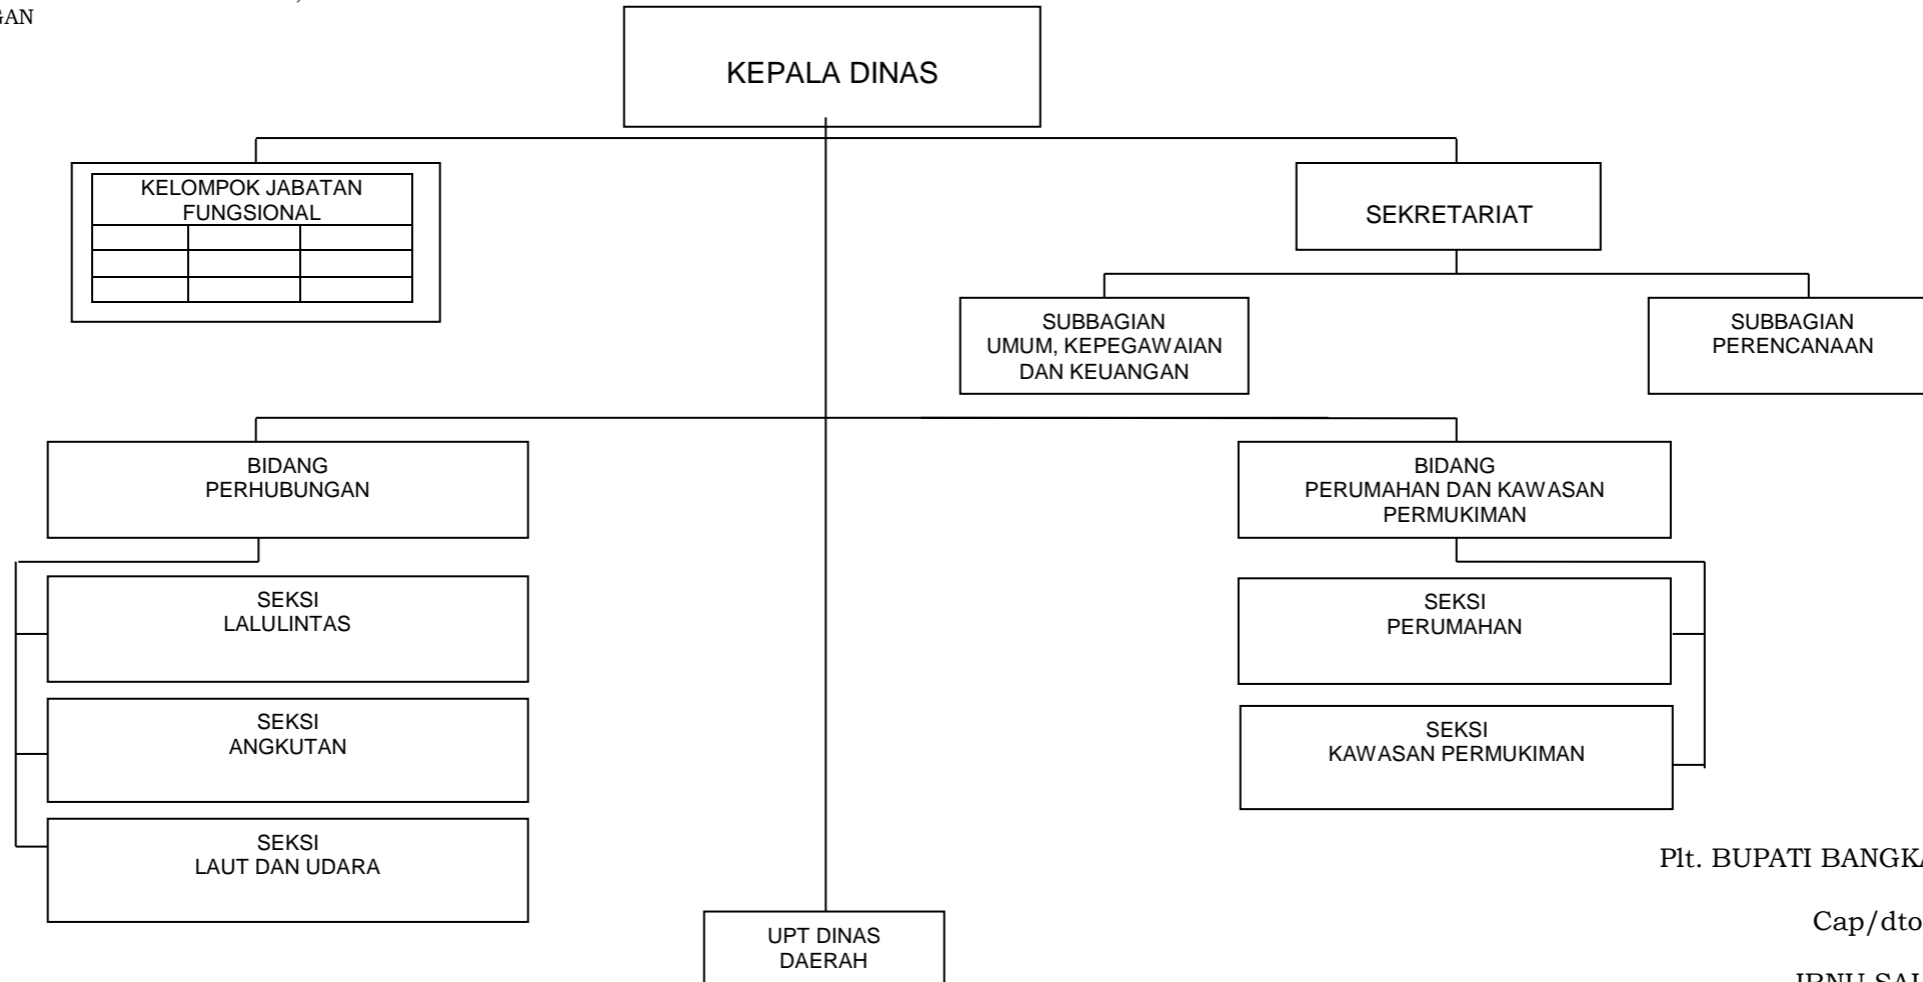 KEPALA DINAS
KELOMPOK JABATAN
FUNGSIONAL
SEKRETARIAT
SUBBAGIAN
UMUM, KEPEGAWAIAN
DAN KEUANGAN
SUBBAGIAN
PERENCANAAN
BIDANG
PERHUBUNGAN
BIDANG
PERUMAHAN DAN KAWASAN
PERMUKIMAN
SEKSI
LALULINTAS
SEKSI
PERUMAHAN
SEKSI
ANGKUTAN
SEKSI
KAWASAN PERMUKIMAN
SEKSI
LAUT DAN UDARA
UPT DINAS
DAERAH
Plt. BUPATI BANGKA
Cap/dto